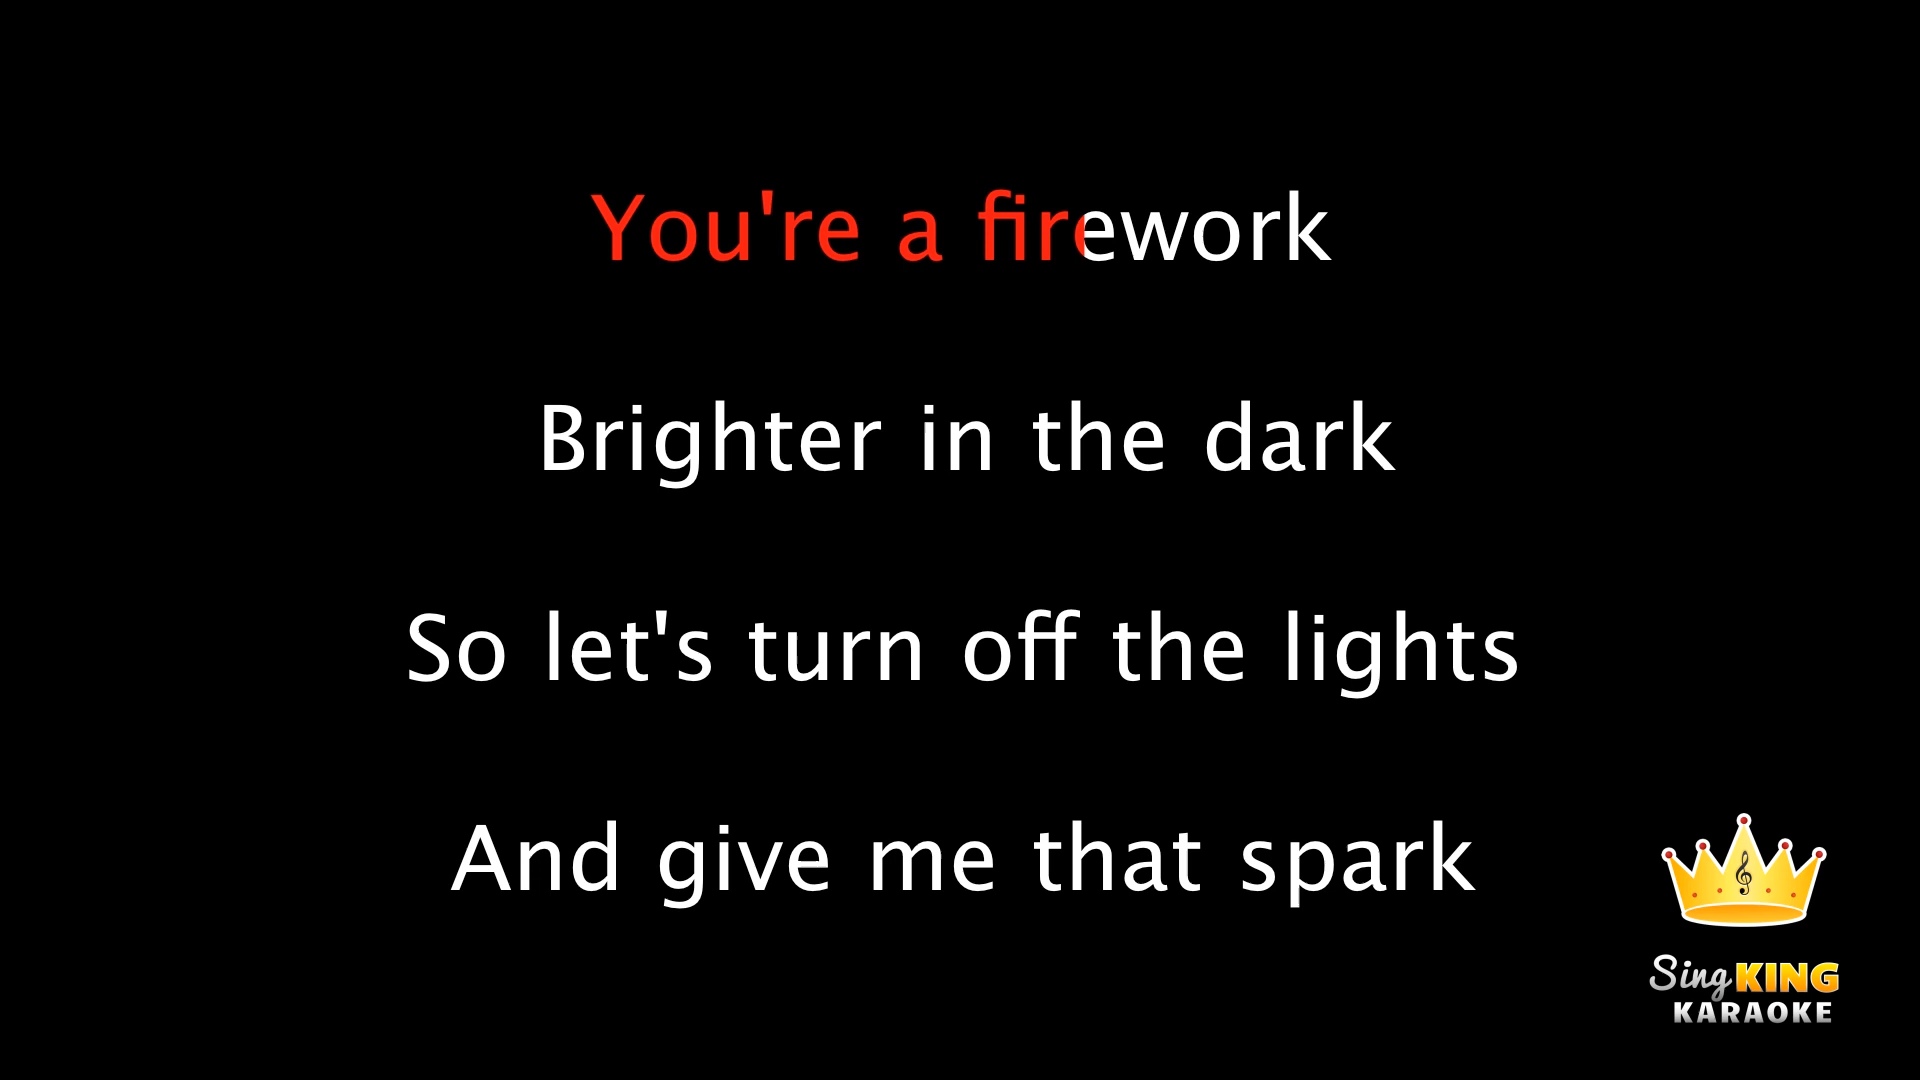 You're a firework
Brighter in the dark
So let's turn off the lights
And give me that spark
Sing KING
KARAOKE